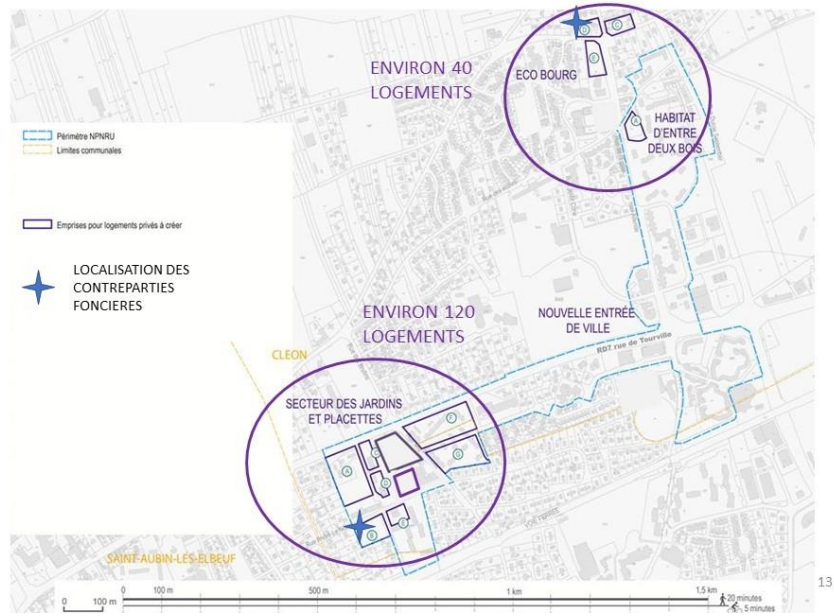 ENVIRON 40
LOGEMENTS
D
C
E
ECO BOURG
A
HABITAT
D'ENTRE
DEUX BOIS
Périmètre NPNRU
Limites communales
Emprises pour logements privés à créer
LOCALISATION DES
CONTREPARTIES
FONCIERES
ENVIRON 120
LOGEMENTS
NOUVELLE ENTRÉE
DE VILLE
RD7 rue de Tourville
CLEON
SECTEUR DES JARDINS
ET PLACETTES
F
A
C
G
D
B
E
SAINT-AUBIN-LES-ELBEUF
13
0 100 m
0 100 m 500 m 1 km 1,5 km
20 minutes
5 minutes